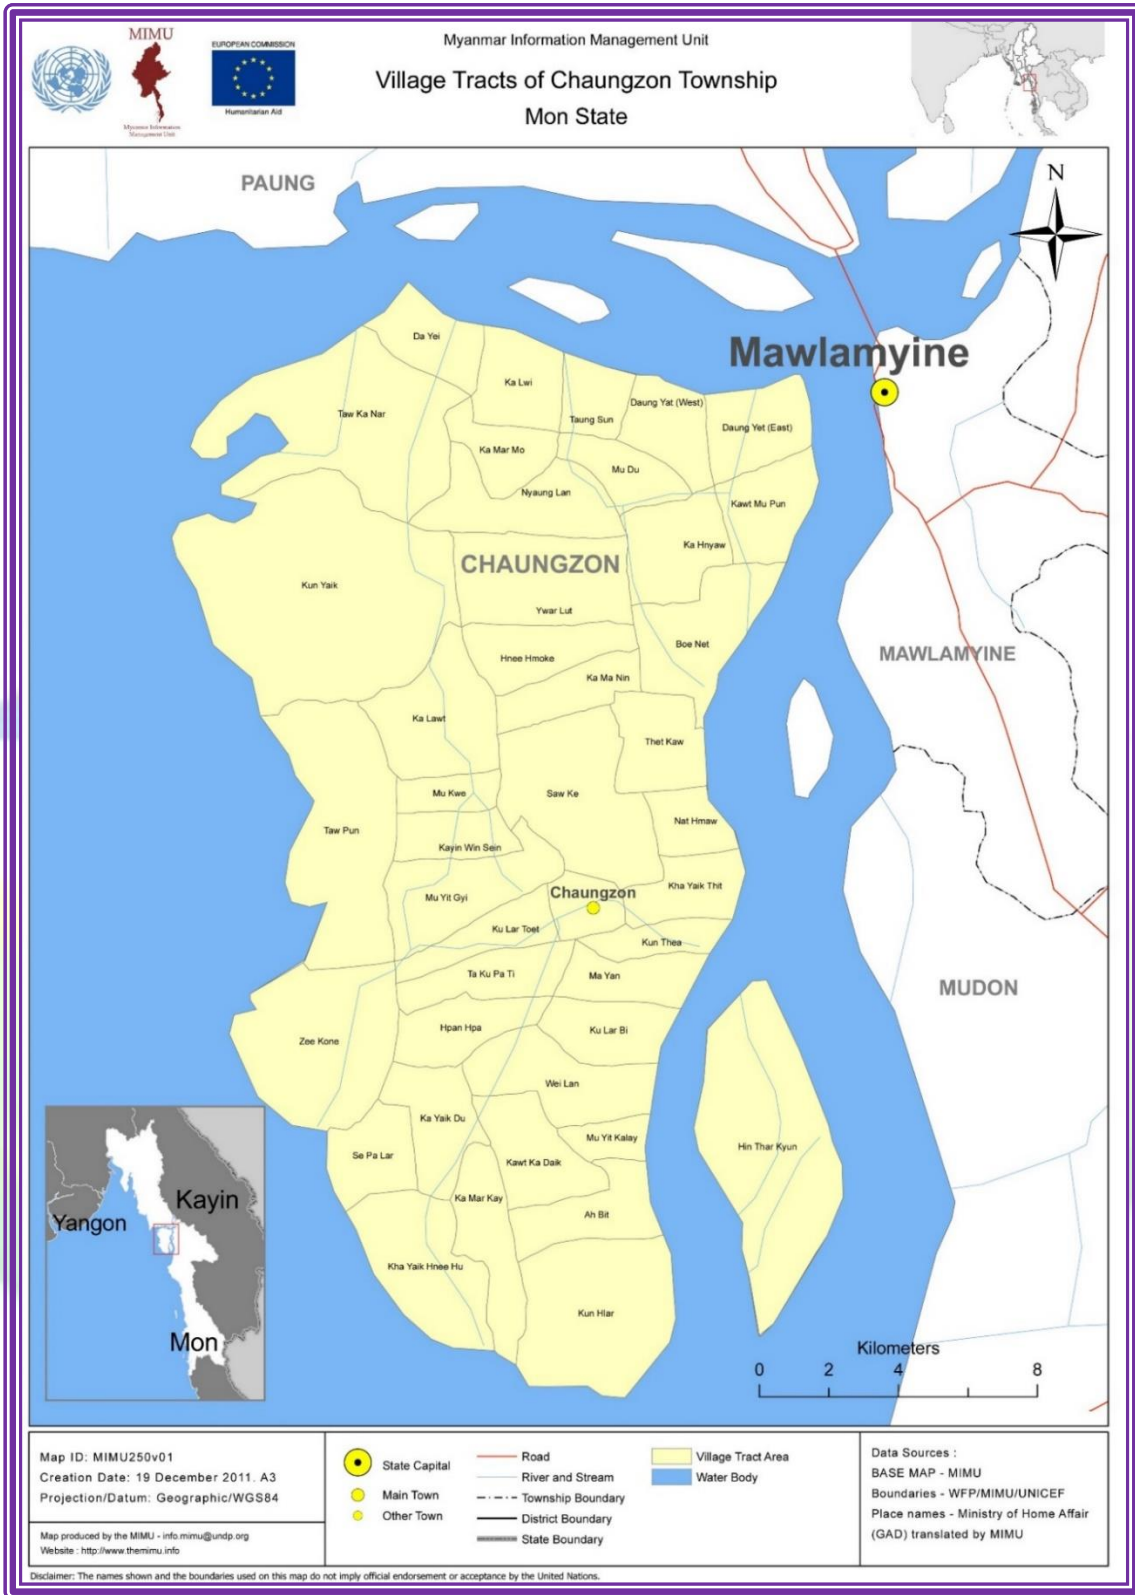 MIMU
Myanmar Information
Management Unit
EUROPEAN COMMISSION
Humanitarian Aid
Myanmar Information Management Unit
Village Tracts of Chaungzon Township
Mon State
PAUNG
N
Mawlamyine
Da Yei
Ka Lwi
Taw Ka Nar
Taung Sun
Daung Yat (West)
Daung Yet (East)
Ka Mar Mo
Mu Du
Nyaung Lan
Kawt Mu Pun
Ka Hnyaw
CHAUNGZON
Kun Yaik
Ywar Lut
Boe Net
MAWLAMYINE
Hnee Hmoke
Ka Ma Nin
Ka Lawt
Thet Kaw
Mu Kwe
Saw Ke
Taw Pun
Nat Hmaw
Kayin Win Sein
Kha Yaik Thit
Mu Yit Gyi
Chaungzon
Ku Lar Toet
Kun Thea
Ta Ku Pa Ti
Ma Yan
MUDON
Zee Kone
Hpan Hpa
Ku Lar Bi
Wei Lan
Ka Yaik Du
Mu Yit Kalay
Hin Thar Kyun
Se Pa Lar
Kawt Ka Daik
Ka Mar Kay
Ah Bit
Kha Yaik Hnee Hu
Kun Hlar
Kayin
Yangon
Mon
Kilometers
0 2 4 8
Map ID: MIMU250v01
Creation Date: 19 December 2011. A3
Projection/Datum: Geographic/WGS84
Map produced by the MIMU - info.mimu@undp.org
Website : http://www.themimu.info
State Capital
Main Town
Other Town
Road
River and Stream
Township Boundary
District Boundary
State Boundary
Village Tract Area
Water Body
Data Sources :
BASE MAP - MIMU
Boundaries - WFP/MIMU/UNICEF
Place names - Ministry of Home Affair
(GAD) translated by MIMU
Disclaimer: The names shown and the boundaries used on this map do not imply official endorsement or acceptance by the United Nations.